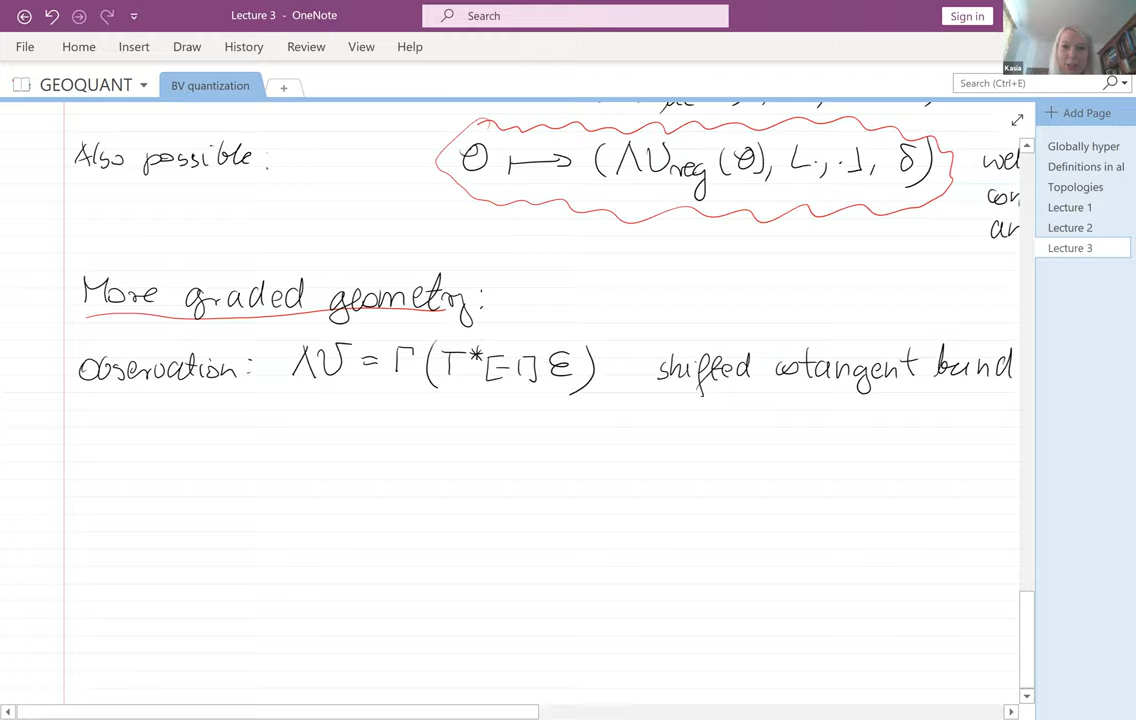 Lecture 3 - OneNote
Search
Sign in
File Home Insert Draw History Review View Help
Kasia
GEOQUANT
BV quantization
Search (Ctrl+E)
Add Page
Globally hyper
Definitions in al
Topologies
Lecture 1
Lecture 2
Lecture 3
Also possible: O ↦ (ΛV_reg(O), L., .⌋, δ)
More graded geometry:
Observation: ΛV = Γ(T*[-1]ℰ) shifted cotangent bund